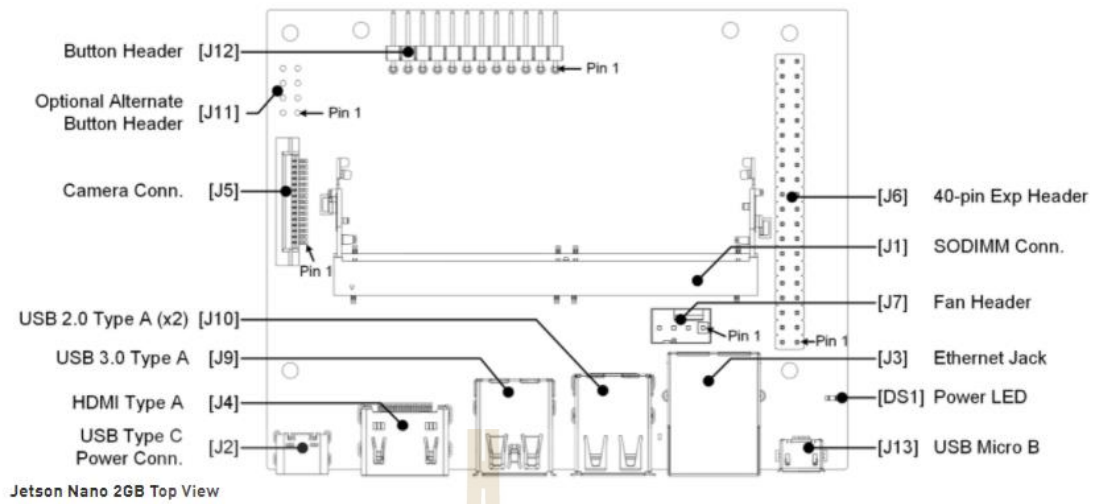 Button Header [J12]
Pin 1
Optional Alternate
Button Header [J11]
Pin 1
Camera Conn. [J5]
Pin 1
[J6] 40-pin Exp Header
[J1] SODIMM Conn.
[J7] Fan Header
Pin 1
Pin 1
USB 2.0 Type A (x2) [J10]
USB 3.0 Type A [J9]
[J3] Ethernet Jack
HDMI Type A [J4]
[DS1] Power LED
USB Type C
Power Conn. [J2]
[J13] USB Micro B
Jetson Nano 2GB Top View